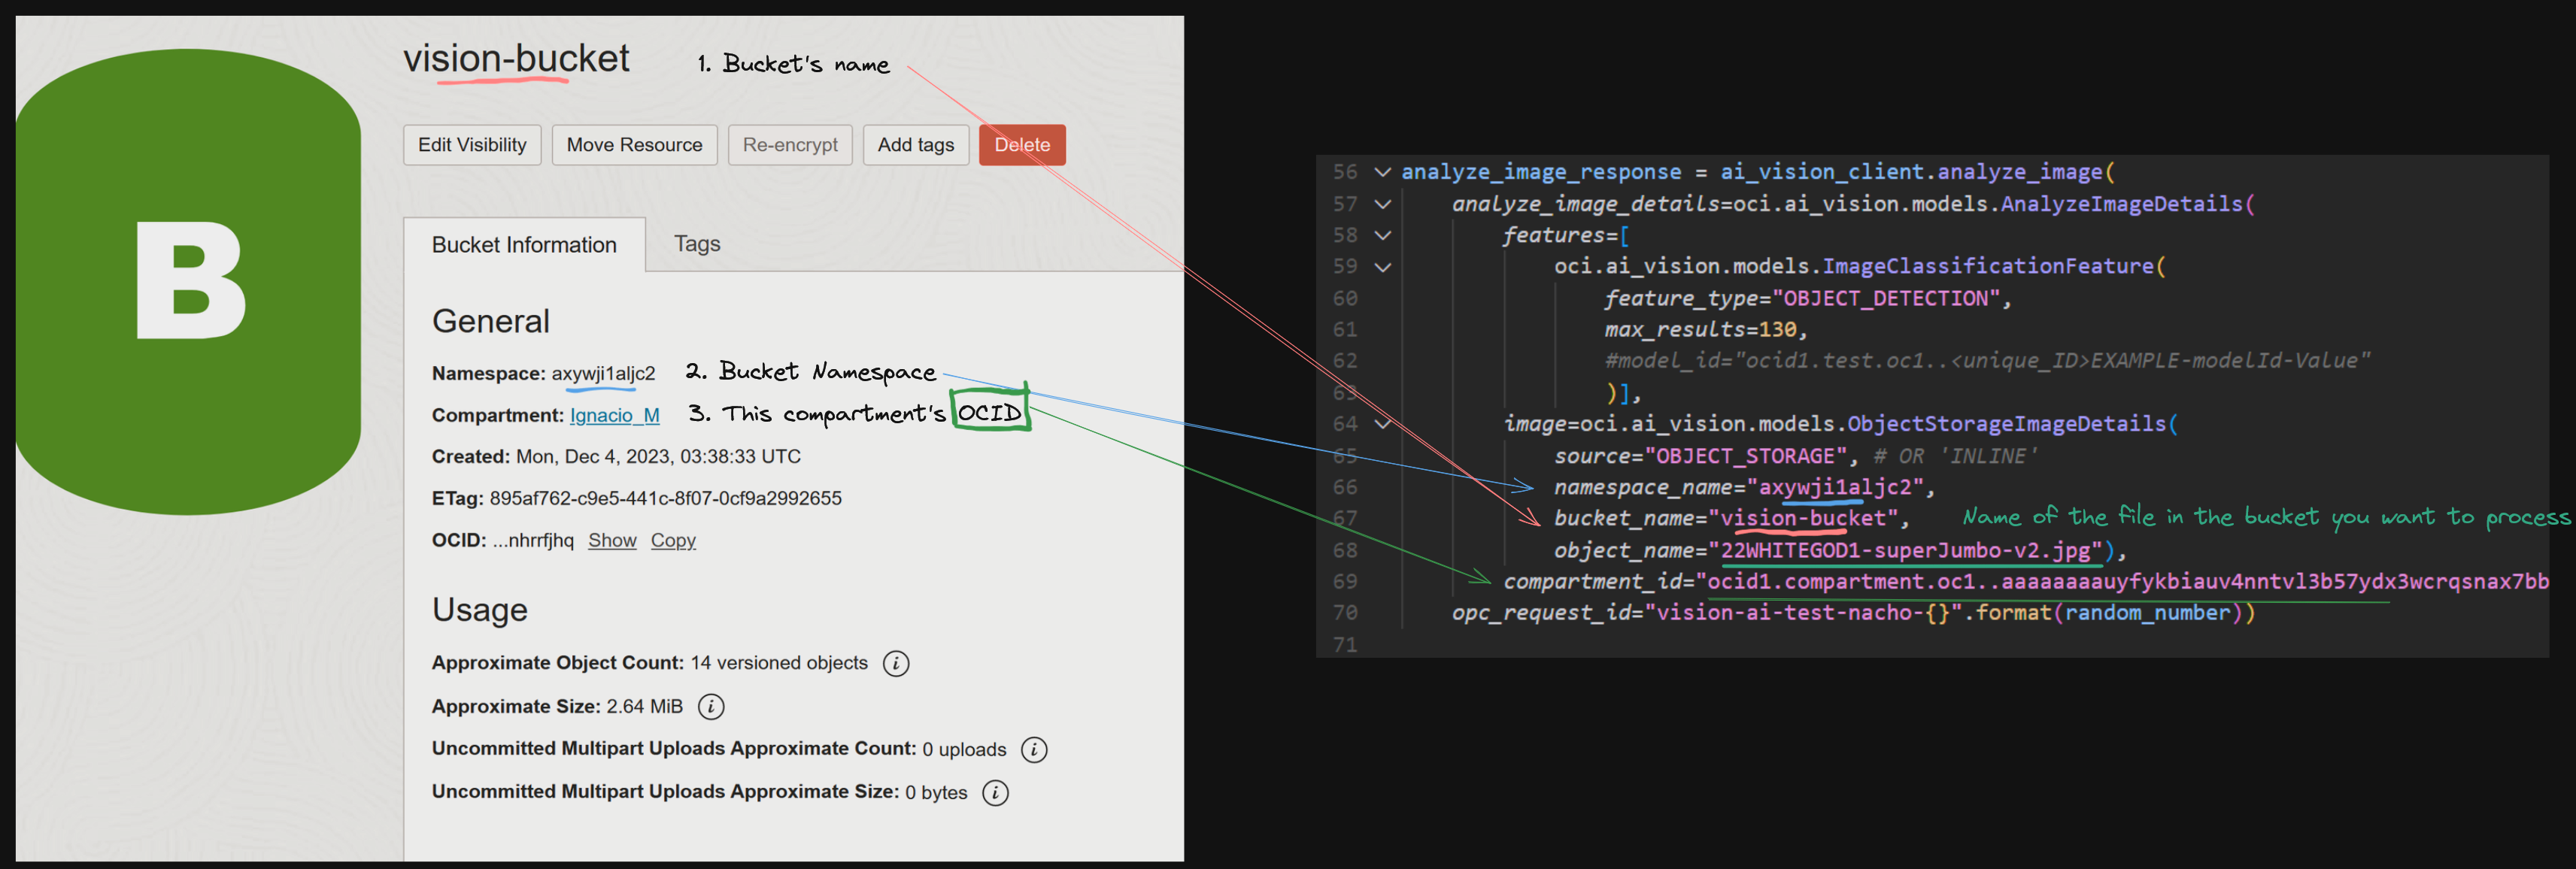 vision-bucket
1. Bucket's name
Edit Visibility Move Resource Re-encrypt Add tags Delete
B
Bucket Information Tags
General
Namespace: axywji1aljc2 2. Bucket Namespace
Compartment: Ignacio_M 3. This compartment's OCID
Created: Mon, Dec 4, 2023, 03:38:33 UTC
ETag: 895af762-c9e5-441c-8f07-0cf9a2992655
OCID: ...nhrrfjhq Show Copy
Usage
Approximate Object Count: 14 versioned objects i
Approximate Size: 2.64 MiB i
Uncommitted Multipart Uploads Approximate Count: 0 uploads i
Uncommitted Multipart Uploads Approximate Size: 0 bytes i
56 analyze_image_response = ai_vision_client.analyze_image(
57 analyze_image_details=oci.ai_vision.models.AnalyzeImageDetails(
58 features=[
59 oci.ai_vision.models.ImageClassificationFeature(
60 feature_type="OBJECT_DETECTION",
61 max_results=130,
62 #model_id="ocid1.test.oc1..<unique_ID>EXAMPLE-modelId-Value"
63 )],
64 image=oci.ai_vision.models.ObjectStorageImageDetails(
65 source="OBJECT_STORAGE", # OR 'INLINE'
66 namespace_name="axywji1aljc2",
67 bucket_name="vision-bucket", Name of the file in the bucket you want to process
68 object_name="22WHITEGOD1-superJumbo-v2.jpg"),
69 compartment_id="ocid1.compartment.oc1..aaaaaaaauyfykbiauv4nntvl3b57ydx3wcrqsnax7bb
70 opc_request_id="vision-ai-test-nacho-{}".format(random_number))
71